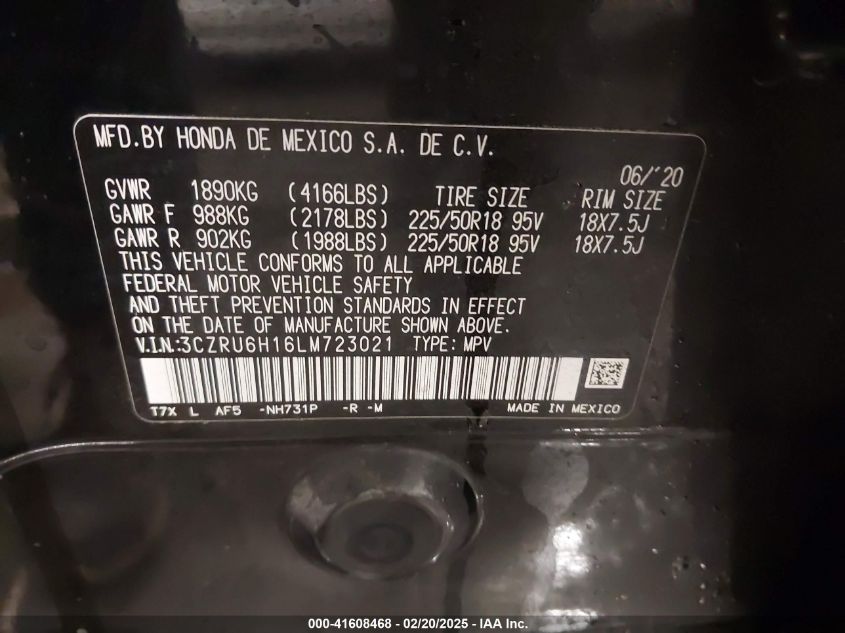 MFD.BY HONDA DE MEXICO S.A. DE C.V.
06/'20
GVWR 1890KG (4166LBS) TIRE SIZE RIM SIZE
GAWR F 988KG (2178LBS) 225/50R18 95V 18X7.5J
GAWR R 902KG (1988LBS) 225/50R18 95V 18X7.5J
THIS VEHICLE CONFORMS TO ALL APPLICABLE
FEDERAL MOTOR VEHICLE SAFETY
AND THEFT PREVENTION STANDARDS IN EFFECT
ON THE DATE OF MANUFACTURE SHOWN ABOVE.
V.I.N.:3CZRU6H16LM723021 TYPE: MPV
T7X L AF5 -NH731P -R -M MADE IN MEXICO
000-41608468 - 02/20/2025 - IAA Inc.